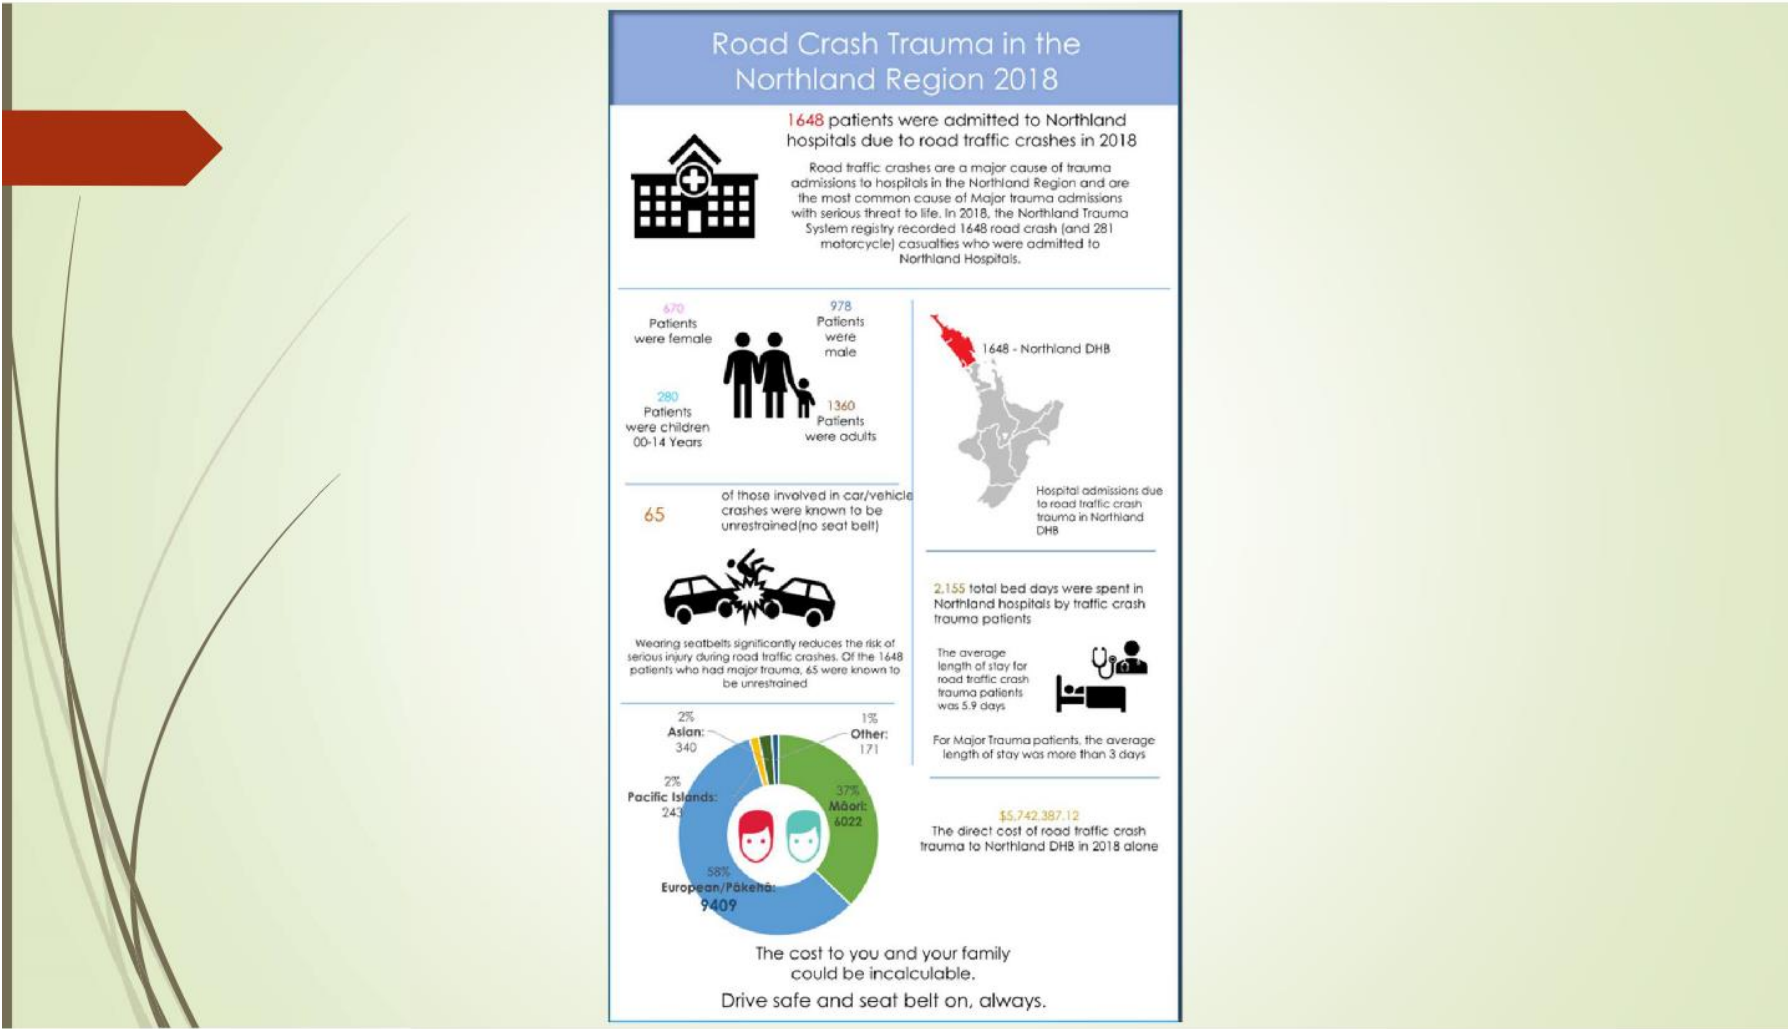 Road Crash Trauma in the
Northland Region 2018
1648 patients were admitted to Northland
hospitals due to road traffic crashes in 2018
Road traffic crashes are a major cause of trauma
admissions to hospitals in the Northland Region and are
the most common cause of Major trauma admissions
with serious threat to life. In 2018, the Northland Trauma
System registry recorded 1648 road crash (and 281
motorcycle) casualties who were admitted to
Northland Hospitals.
670
Patients
were female
978
Patients
were
male
280
Patients
were children
00-14 Years
1360
Patients
were adults
1648 - Northland DHB
Hospital admissions due
to road traffic crash
trauma in Northland
DHB
65
of those involved in car/vehicle
crashes were known to be
unrestrained(no seat belt)
Wearing seatbelts significantly reduces the risk of
serious injury during road traffic crashes. Of the 1648
patients who had major trauma, 65 were known to
be unrestrained
2,155 total bed days were spent in
Northland hospitals by traffic crash
trauma patients
The average
length of stay for
road traffic crash
trauma patients
was 5.9 days
For Major Trauma patients, the average
length of stay was more than 3 days
2%
Asian:
340
1%
Other:
171
2%
Pacific Islands:
243
37%
Māori:
6022
58%
European/Pākehā:
9409
$5,742,387.12
The direct cost of road traffic crash
trauma to Northland DHB in 2018 alone
The cost to you and your family
could be incalculable.
Drive safe and seat belt on, always.